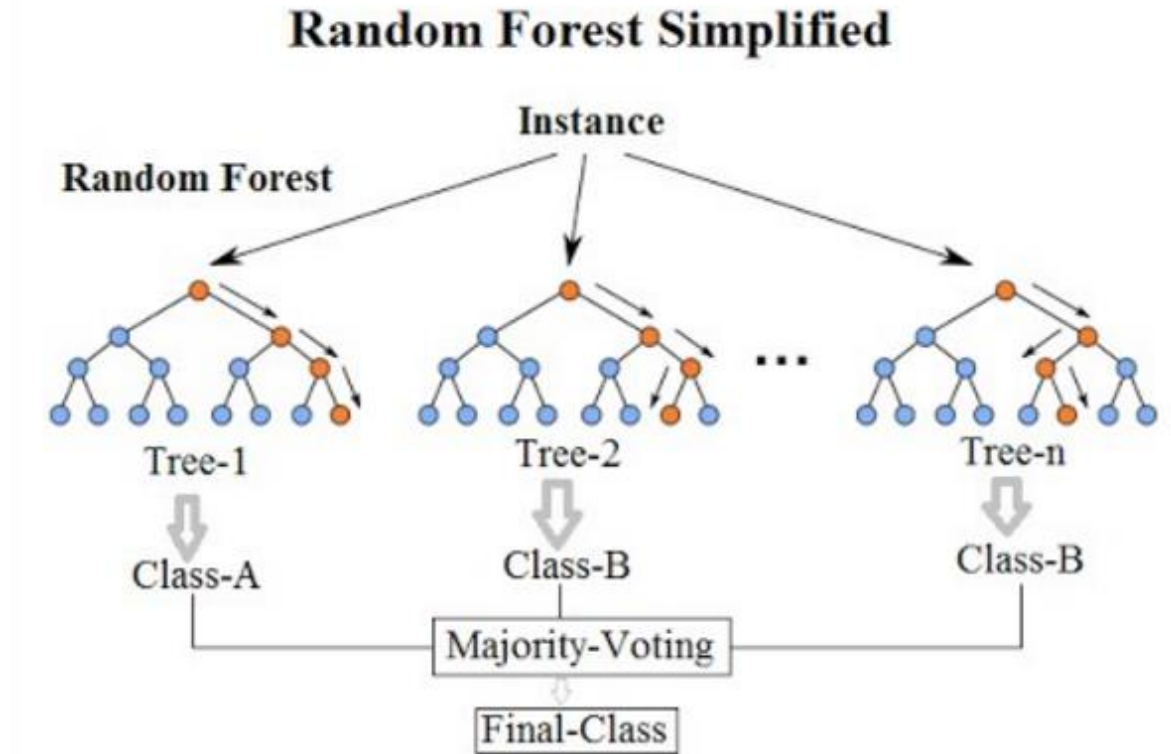 Random Forest Simplified
Instance
Random Forest
...
Tree-1
Tree-2
Tree-n
Class-A
Class-B
Class-B
Majority-Voting
Final-Class